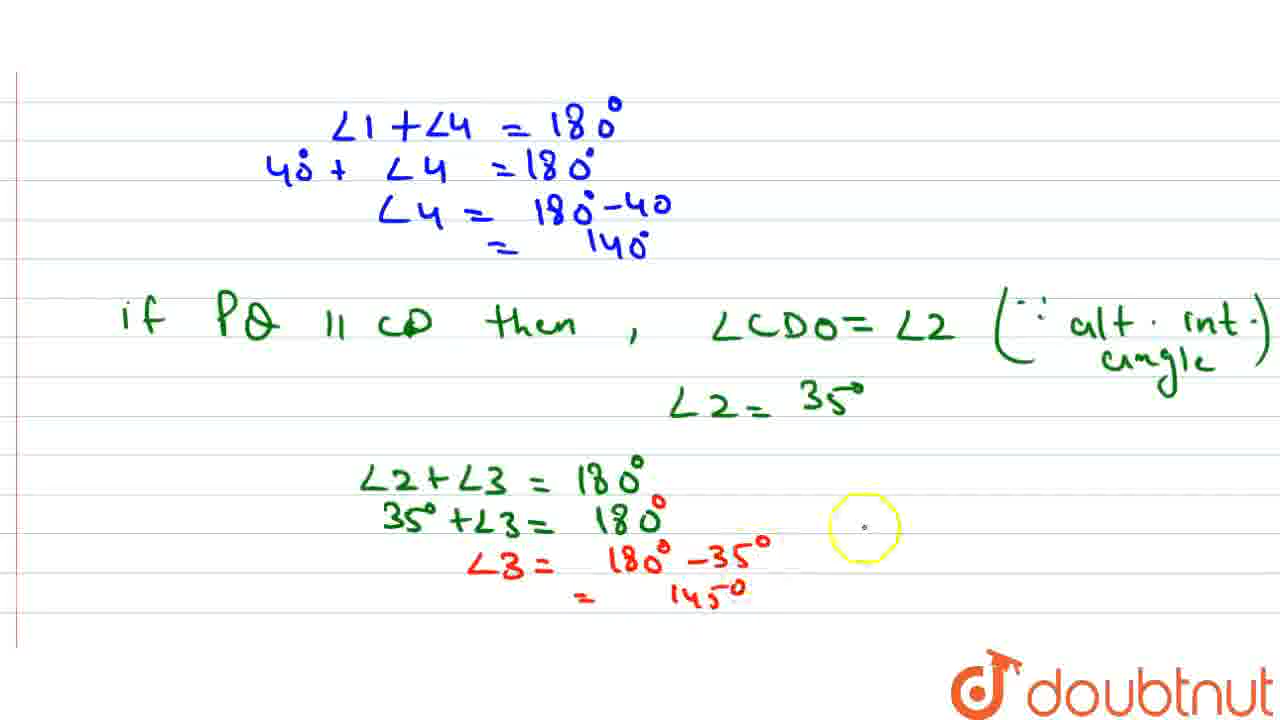 ∠1 + ∠4 = 180°
40° + ∠4 = 180°
∠4 = 180° - 40
= 140°
if PQ || CD then , ∠CDO = ∠2 (∵ alt. int. angle)
∠2 = 35°
∠2 + ∠3 = 180°
35° + ∠3 = 180°
∠3 = 180° - 35°
= 145°
doubtnut